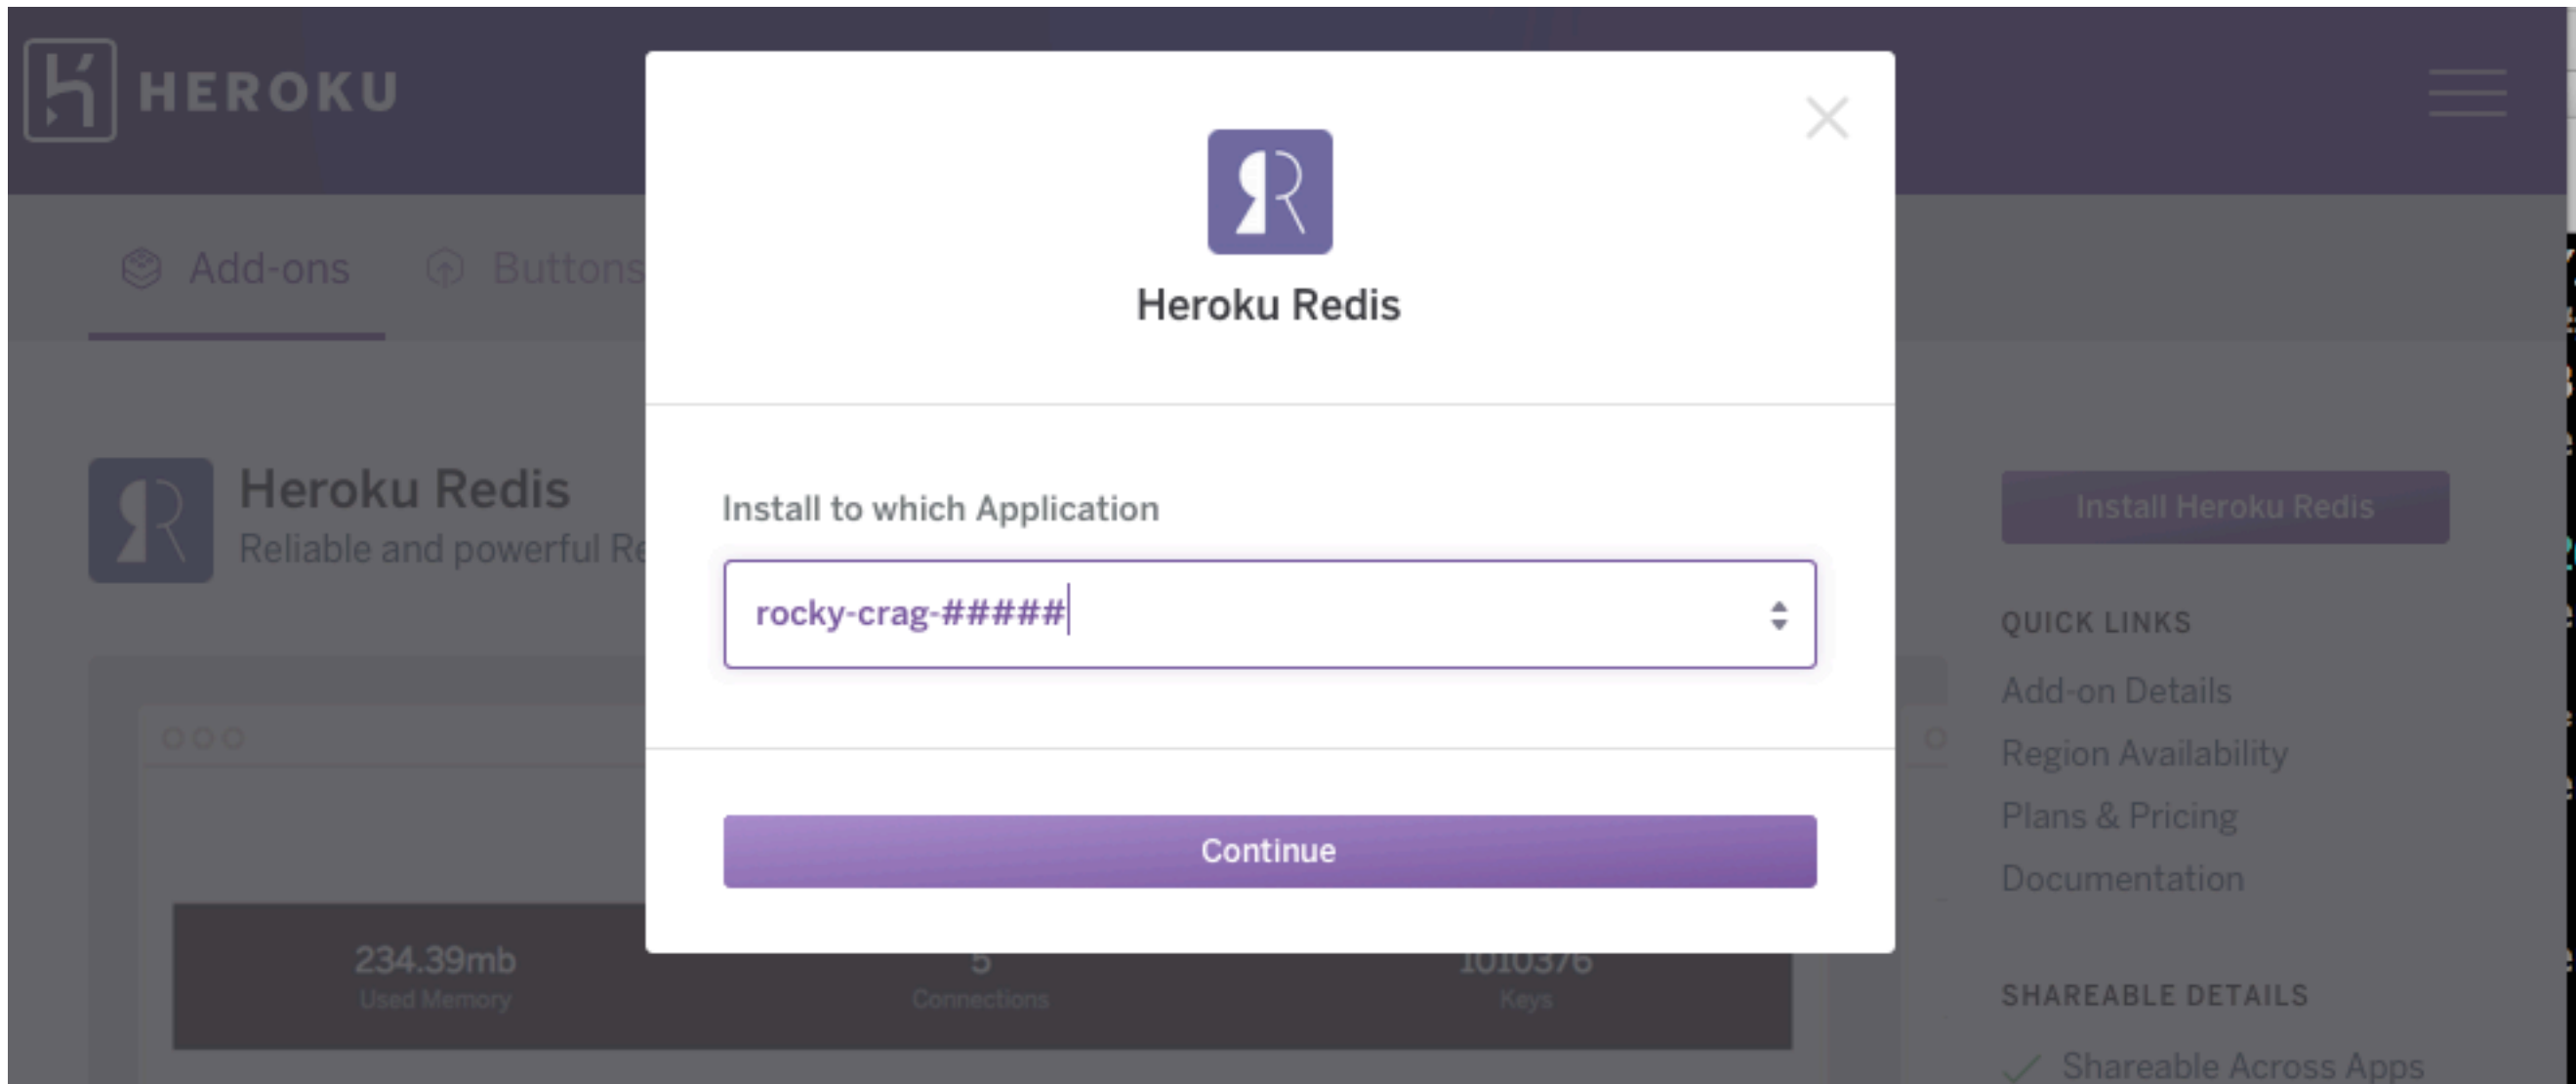 HEROKU
Add-ons
Buttons
Heroku Redis
Reliable and powerful Re
Heroku Redis
Install to which Application
rocky-crag-#####
Continue
234.39mb
Used Memory
5
Connections
1010376
Keys
Install Heroku Redis
QUICK LINKS
Add-on Details
Region Availability
Plans & Pricing
Documentation
SHAREABLE DETAILS
Shareable Across Apps